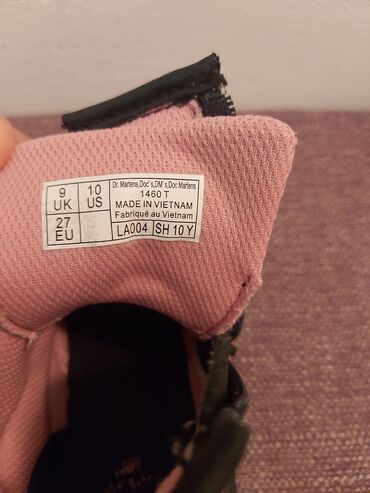 9 UK
10 US
27 EU
Dr. Martens,Doc's,DM's,Doc Martens
1460 T
MADE IN VIETNAM
Fabriqué au Vietnam
LA004
SH 10 Y